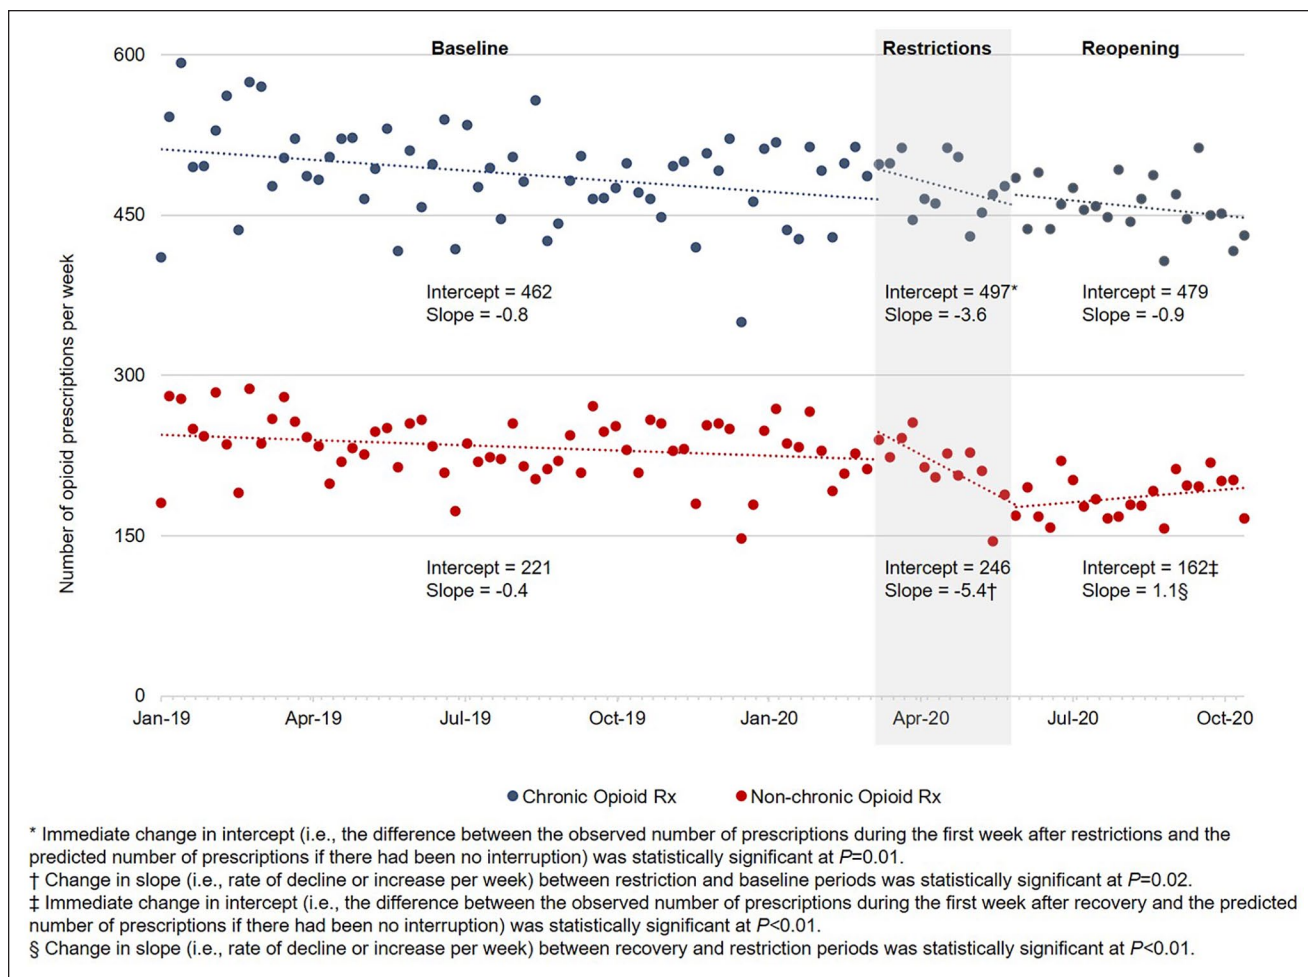 Baseline Restrictions Reopening
Number of opioid prescriptions per week
600
450
300
150
0
Intercept = 462
Slope = -0.8
Intercept = 497*
Slope = -3.6
Intercept = 479
Slope = -0.9
Intercept = 221
Slope = -0.4
Intercept = 246
Slope = -5.4†
Intercept = 162‡
Slope = 1.1§
Jan-19 Apr-19 Jul-19 Oct-19 Jan-20 Apr-20 Jul-20 Oct-20
Chronic Opioid Rx Non-chronic Opioid Rx
* Immediate change in intercept (i.e., the difference between the observed number of prescriptions during the first week after restrictions and the
predicted number of prescriptions if there had been no interruption) was statistically significant at P=0.01.
† Change in slope (i.e., rate of decline or increase per week) between restriction and baseline periods was statistically significant at P=0.02.
‡ Immediate change in intercept (i.e., the difference between the observed number of prescriptions during the first week after recovery and the predicted
number of prescriptions if there had been no interruption) was statistically significant at P<0.01.
§ Change in slope (i.e., rate of decline or increase per week) between recovery and restriction periods was statistically significant at P<0.01.